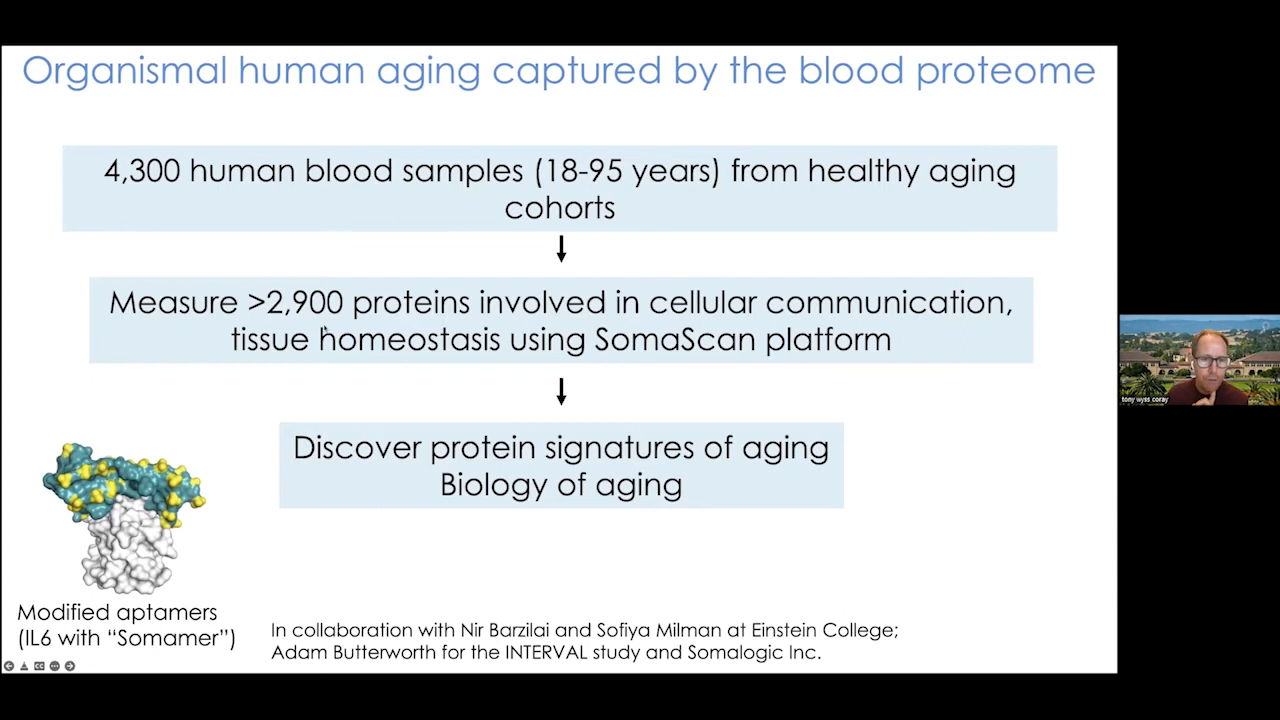 Organismal human aging captured by the blood proteome
4,300 human blood samples (18-95 years) from healthy aging
cohorts
Measure >2,900 proteins involved in cellular communication,
tissue homeostasis using SomaScan platform
Discover protein signatures of aging
Biology of aging
Modified aptamers
(IL6 with “Somamer”)
In collaboration with Nir Barzilai and Sofiya Milman at Einstein College;
Adam Butterworth for the INTERVAL study and Somalogic Inc.
tony wyss coray